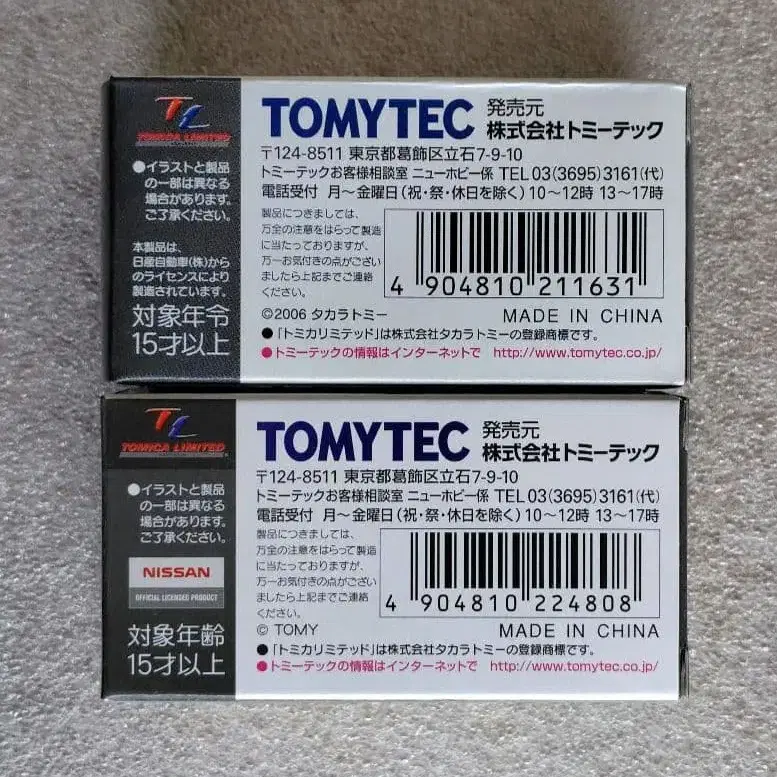 TL
TOMICA LIMITED
●イラストと製品
の一部は異なる
場合があります。
ご了承ください。
本製品は、
日産自動車(株)から
のライセンスにより
製造されています。
対象年令
15才以上
TOMYTEC 発売元
株式会社トミーテック
〒124-8511 東京都葛飾区立石7-9-10
トミーテックお客様相談室 ニューホビー係 TEL 03(3695)3161(代)
電話受付 月～金曜日(祝・祭・休日を除く)10～12時 13～17時
製品につきましては、
万全の注意をはらって製造
に当たっておりますが、
万一お気付きの点がござい
ましたら上記までご連絡
ください。
4 904810 211631
©2006 タカラトミー MADE IN CHINA
●「トミカリミテッド」は株式会社タカラトミーの登録商標です。
●トミーテックの情報はインターネットで http://www.tomytec.co.jp/
TL
TOMICA LIMITED
●イラストと製品
の一部は異なる
場合があります。
ご了承ください。
NISSAN
OFFICIAL LICENSED PRODUCT
対象年齢
15才以上
TOMYTEC 発売元
株式会社トミーテック
〒124-8511 東京都葛飾区立石7-9-10
トミーテックお客様相談室 ニューホビー係 TEL 03(3695)3161(代)
電話受付 月～金曜日(祝・祭・休日を除く)10～12時 13～17時
製品につきましては、
万全の注意をはらって製造
に当たっておりますが、
万一お気付きの点がござい
ましたら上記までご連絡
ください。
4 904810 224808
© TOMY MADE IN CHINA
●「トミカリミテッド」は株式会社タカラトミーの登録商標です。
●トミーテックの情報はインターネットで http://www.tomytec.co.jp/